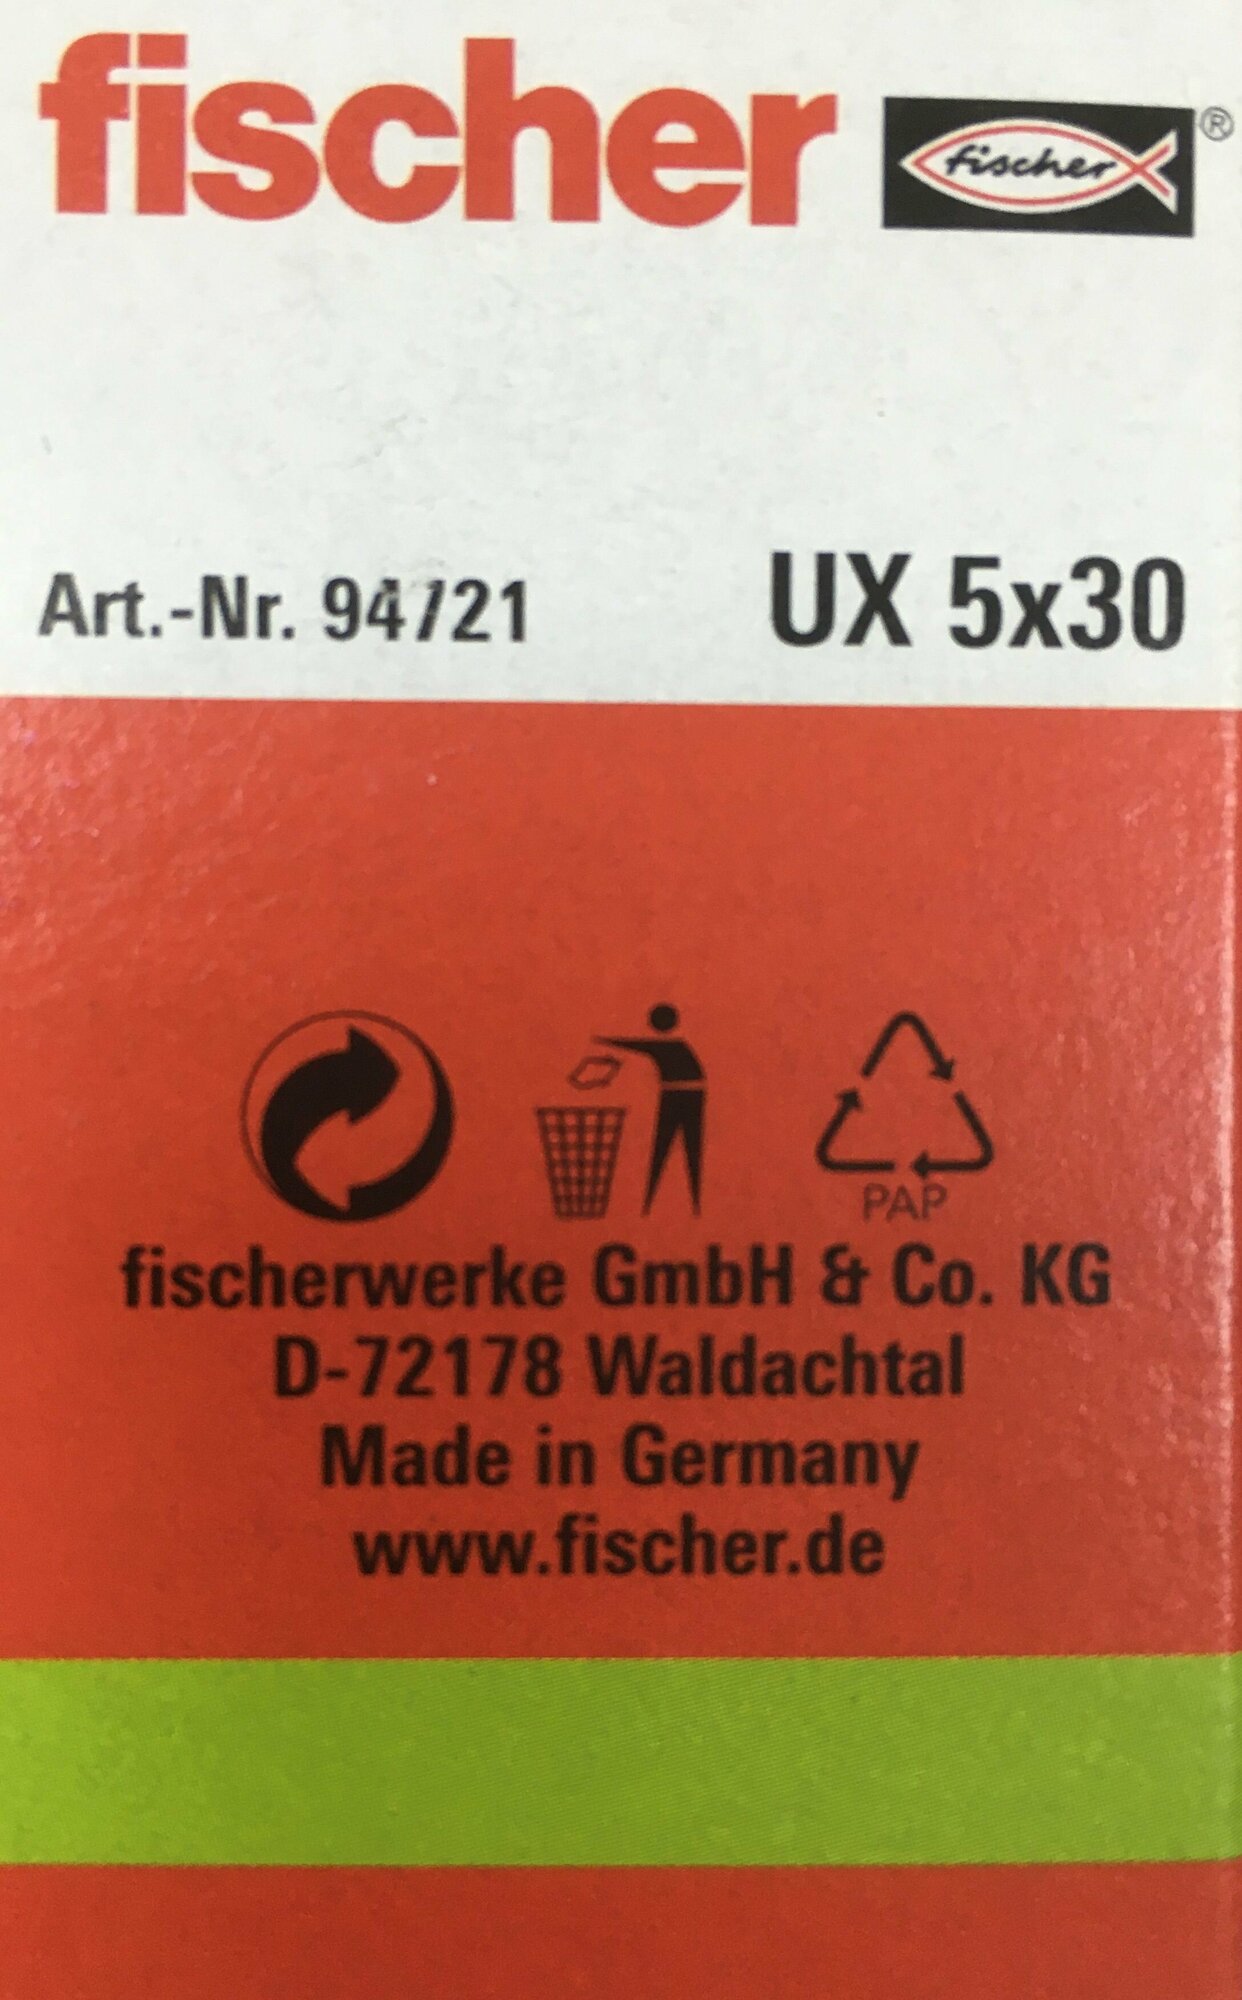 fischer fischer ®
Art.-Nr. 94721 UX 5x30
PAP
fischerwerke GmbH & Co. KG
D-72178 Waldachtal
Made in Germany
www.fischer.de